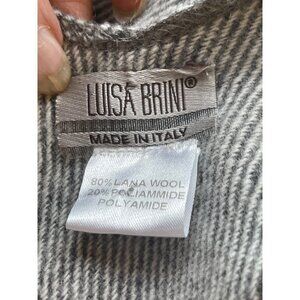 LUISA BRINI®
MADE IN ITALY
80% LANA WOOL
20% POLIAMMIDE
POLYAMIDE